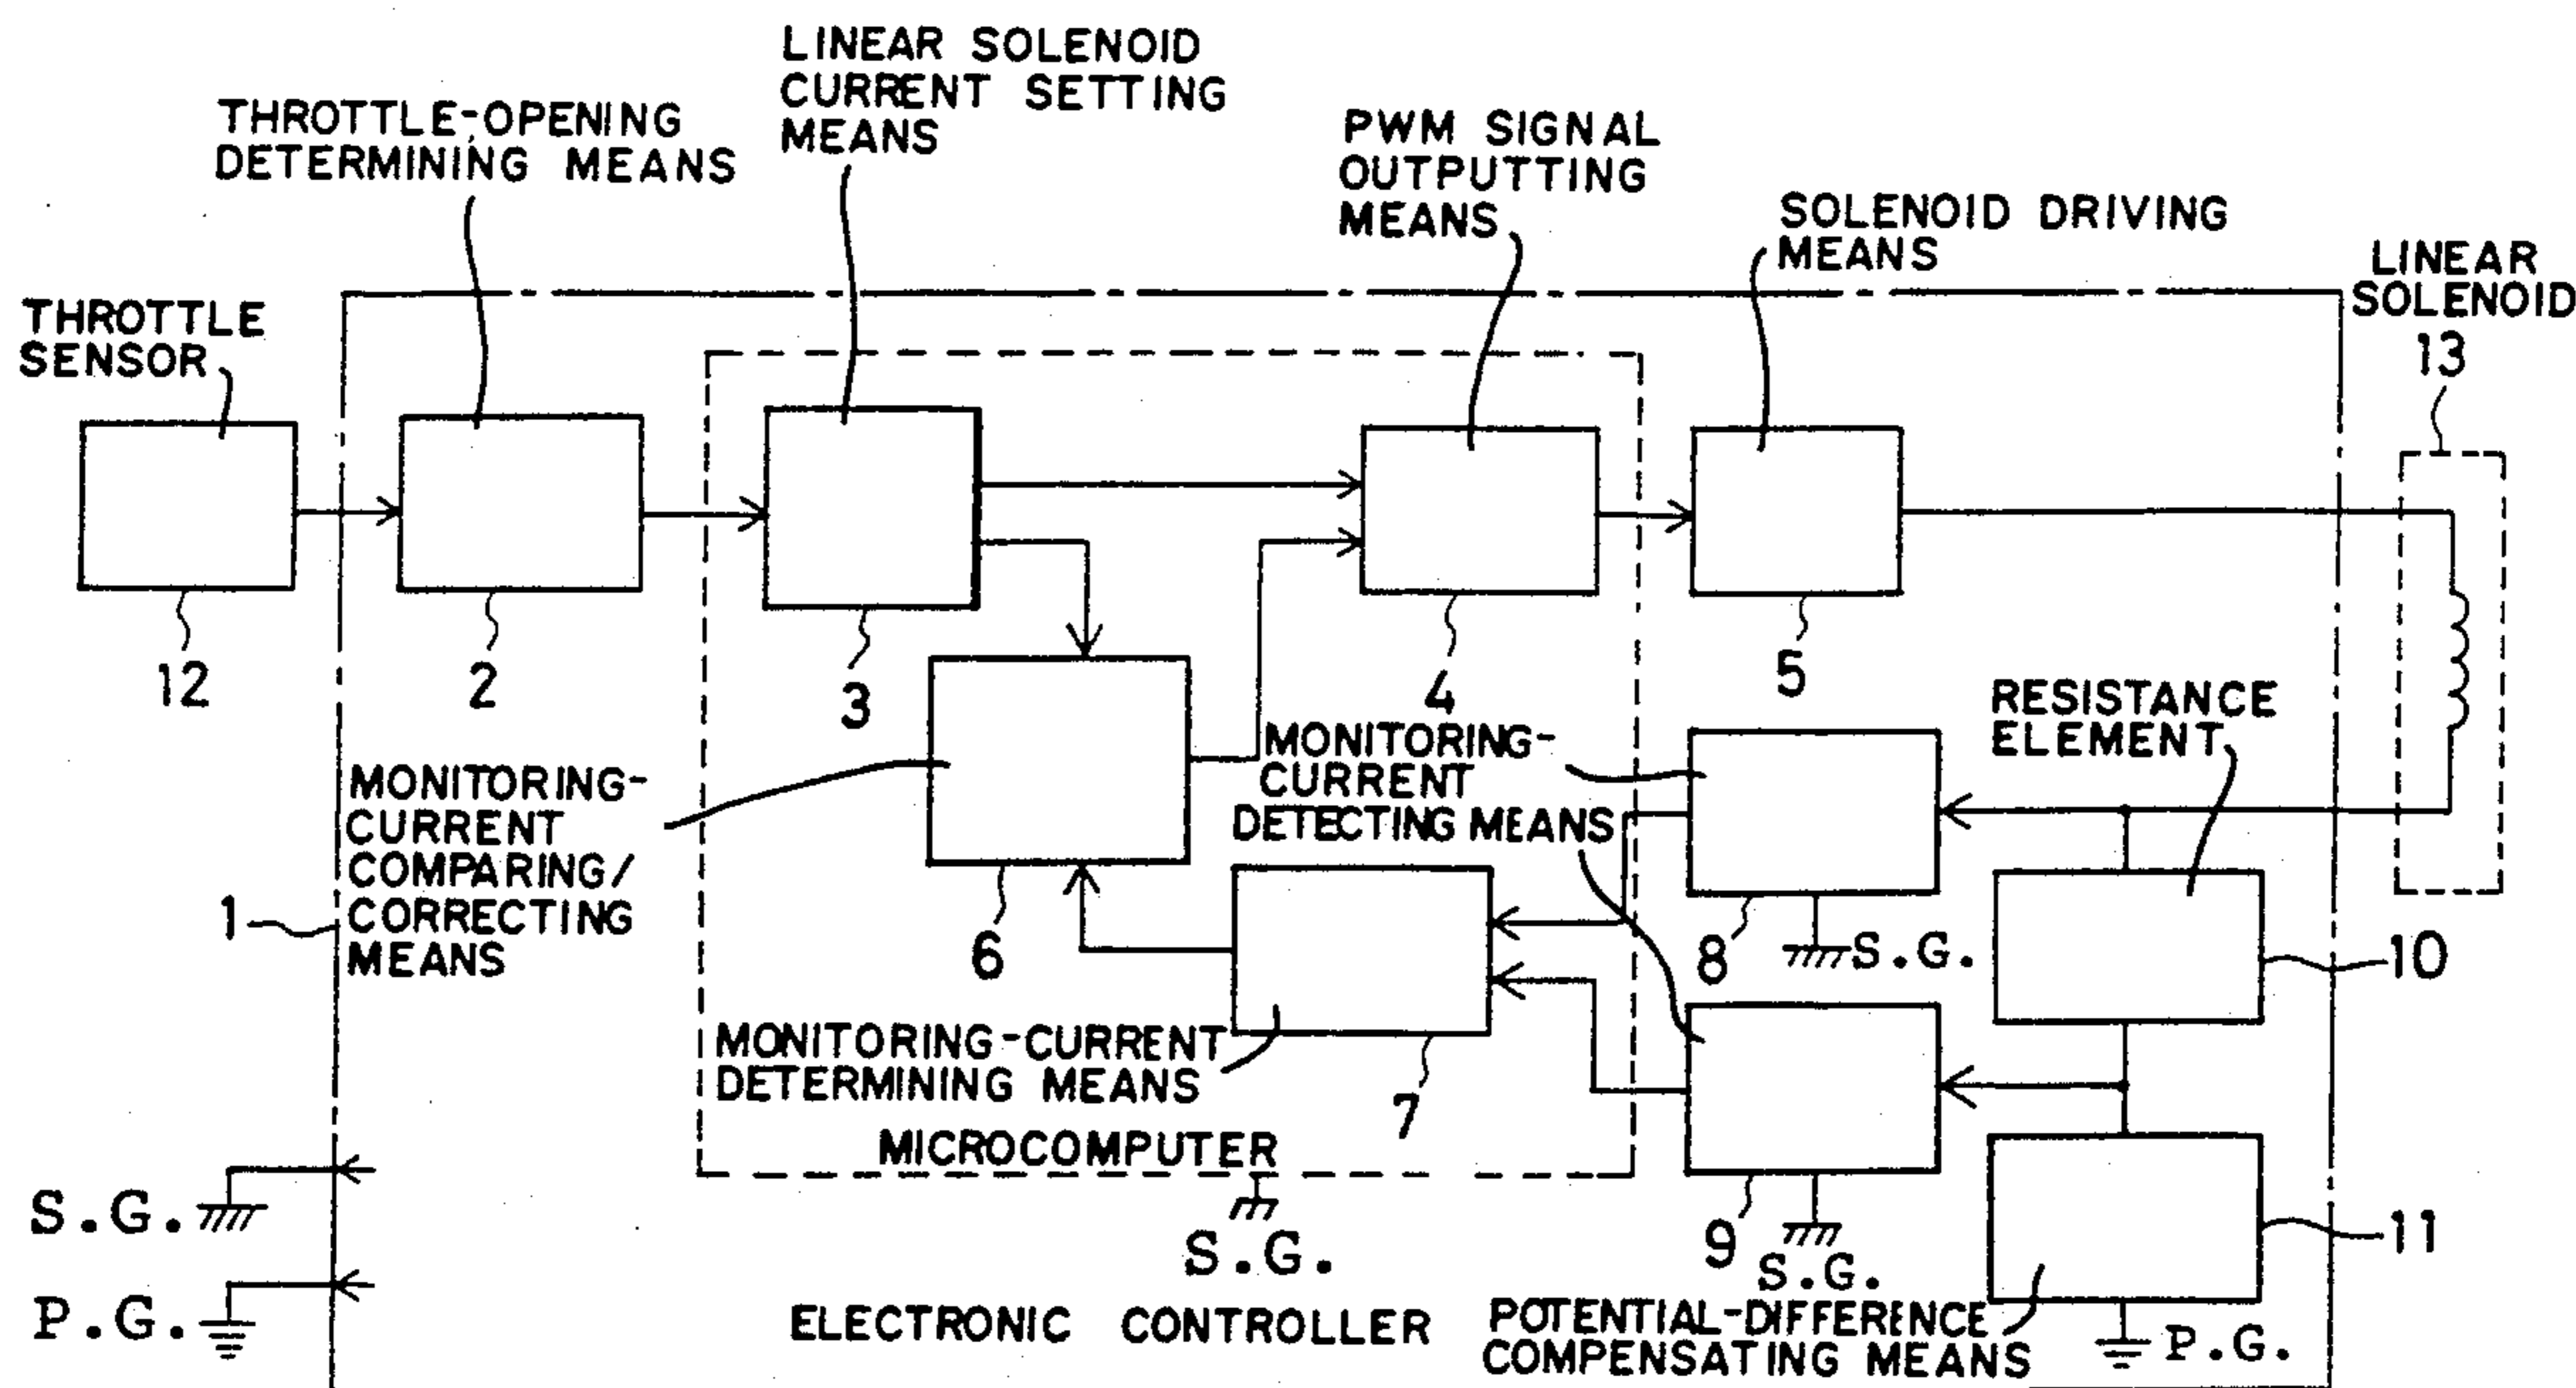 LINEAR SOLENOID
CURRENT SETTING
MEANS
THROTTLE-OPENING
DETERMINING MEANS
PWM SIGNAL
OUTPUTTING
MEANS
SOLENOID DRIVING
MEANS
LINEAR
SOLENOID
13
THROTTLE
SENSOR
12
2
3
4
5
RESISTANCE
ELEMENT
MONITORING-
CURRENT
DETECTING MEANS
MONITORING-
CURRENT
COMPARING/
CORRECTING
MEANS
1
6
8
S.G.
10
MONITORING-CURRENT
DETERMINING MEANS
7
MICROCOMPUTER
S.G.
9
S.G.
11
S.G.
P.G.
ELECTRONIC CONTROLLER
POTENTIAL-DIFFERENCE
COMPENSATING MEANS
P.G.